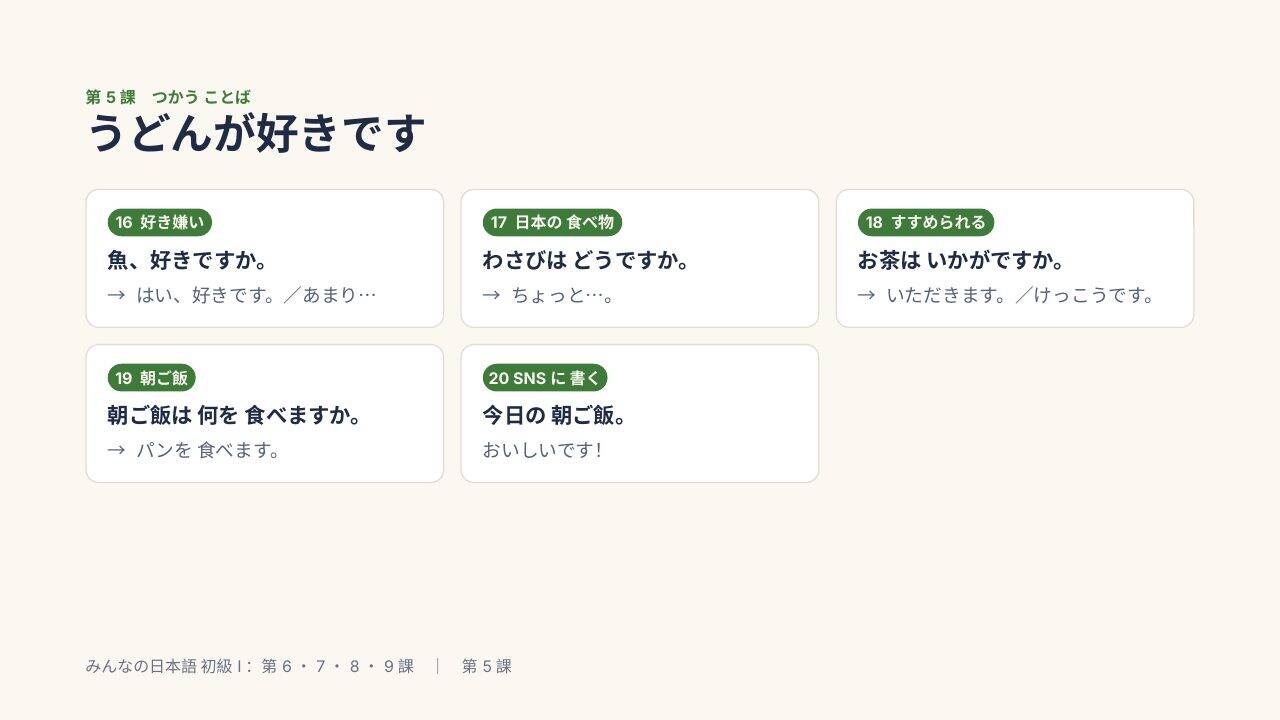 第 5 課　つかう ことば
うどんが好きです
16 好き嫌い
魚、好きですか。
→ はい、好きです。／あまり…
17 日本の 食べ物
わさびは どうですか。
→ ちょっと…。
18 すすめられる
お茶は いかがですか。
→ いただきます。／けっこうです。
19 朝ご飯
朝ご飯は 何を 食べますか。
→ パンを 食べます。
20 SNS に 書く
今日の 朝ご飯。
おいしいです！
みんなの日本語 初級 I： 第 6・7・8・9 課　｜　第 5 課